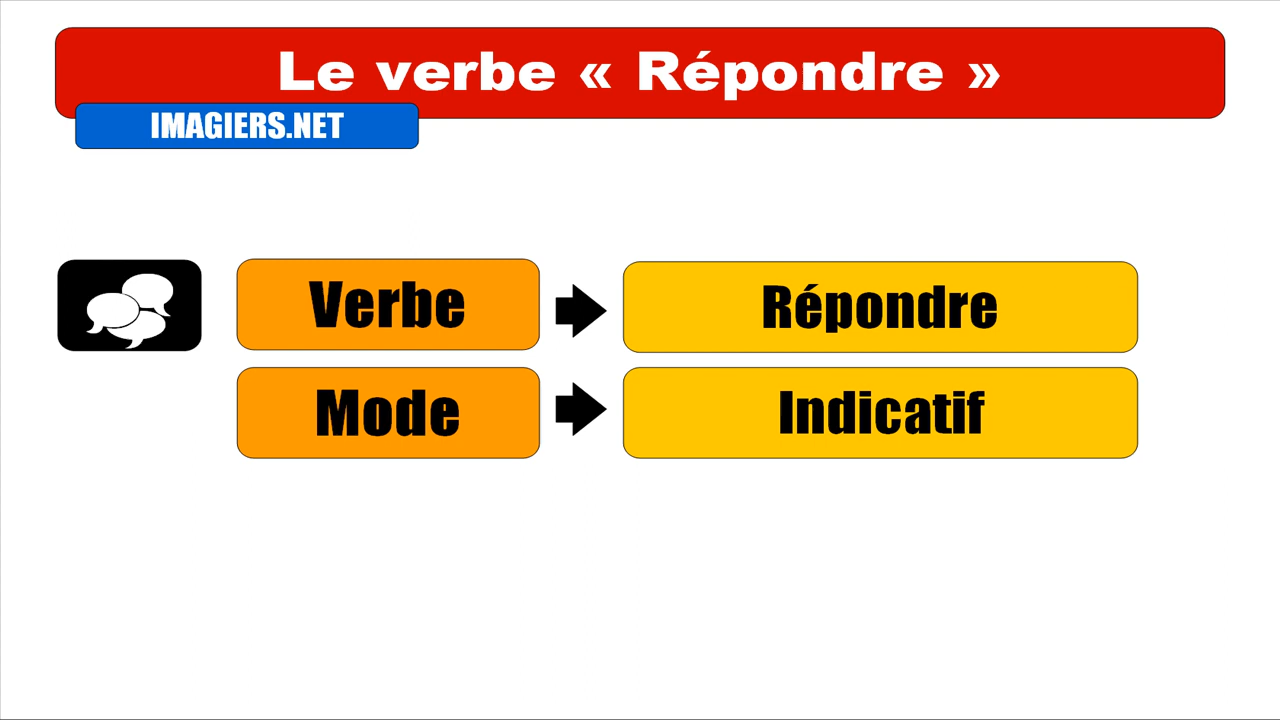 Le verbe « Répondre »
IMAGIERS.NET
Verbe Répondre
Mode Indicatif